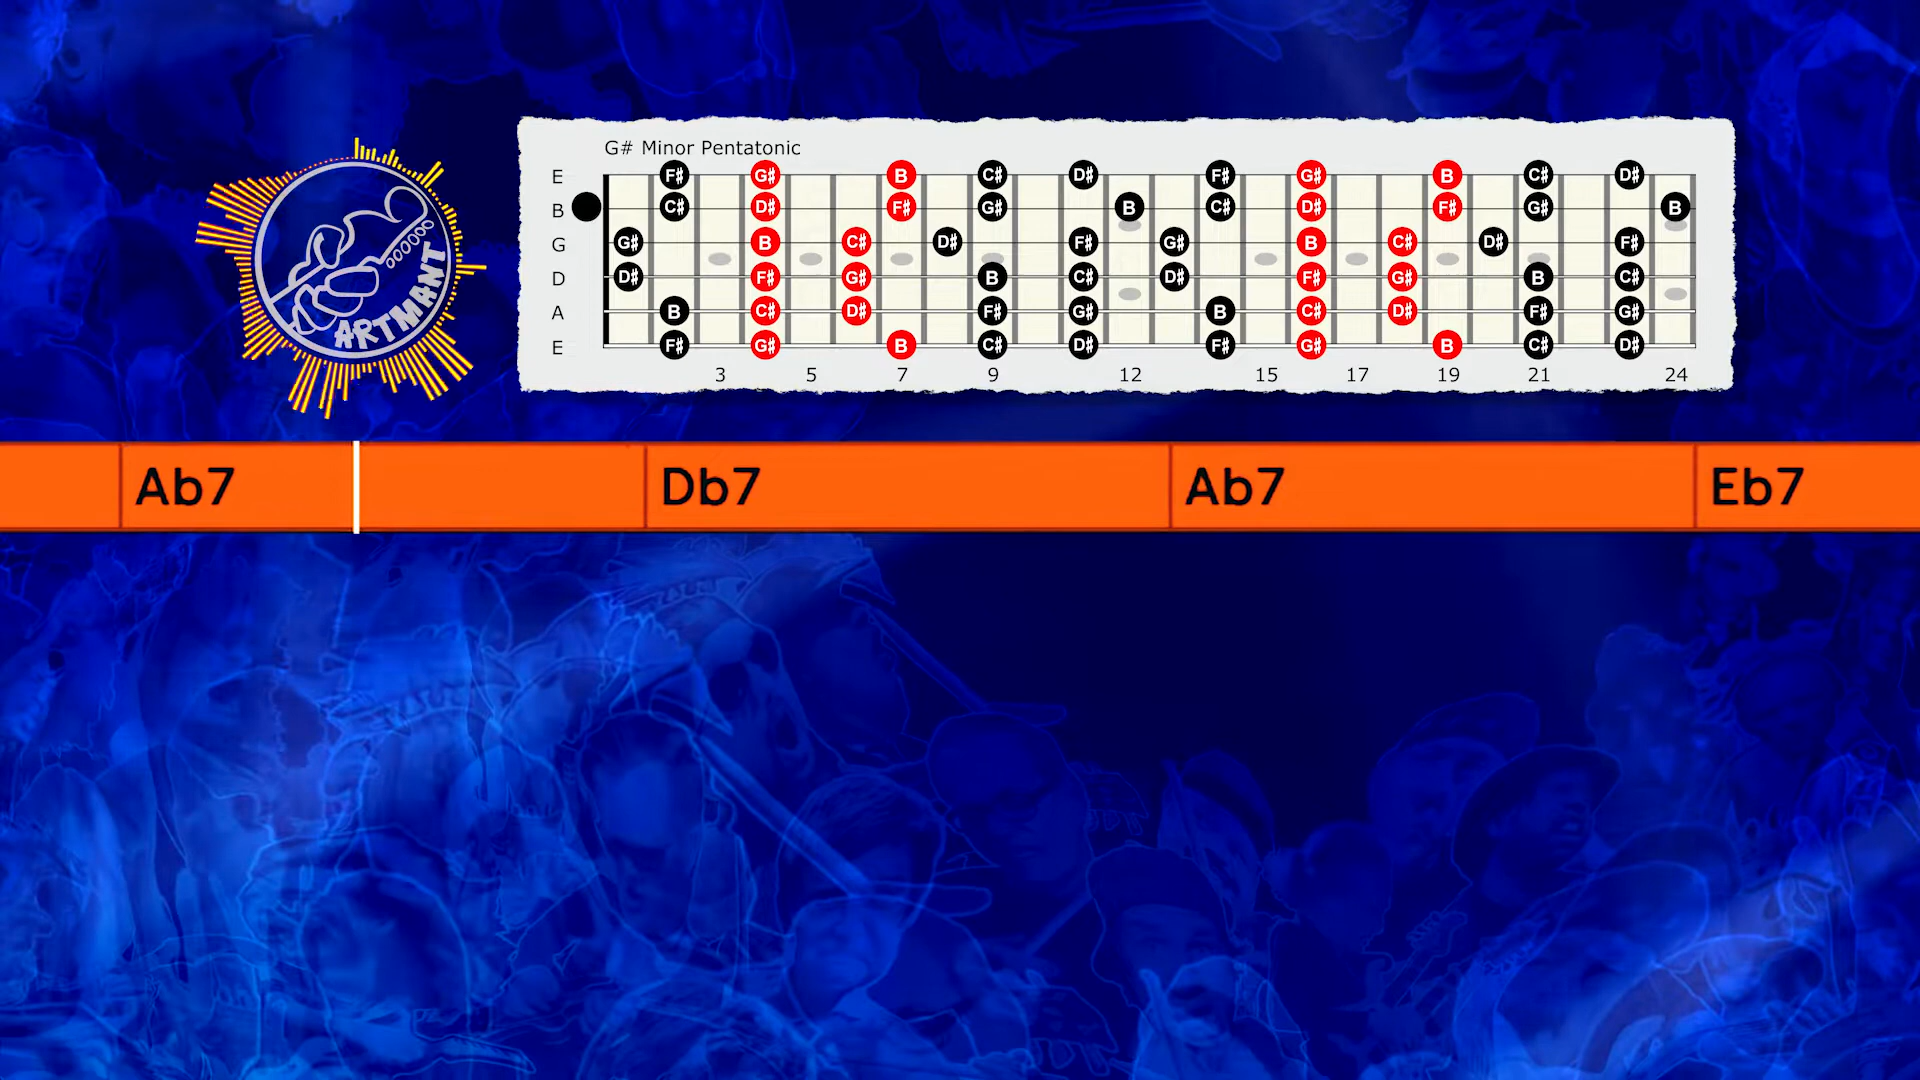 G# Minor Pentatonic
E F# G# B C# D# F# G# B C# D#
B C# D# F# G# B C# D# F# G# B
G G# B C# D# F# G# B C# D# F#
D D# F# G# B C# D# F# G# B C#
A B C# D# F# G# B C# D# F# G#
E F# G# B C# D# F# G# B C# D#
3 5 7 9 12 15 17 19 21 24
ARTMANT
Ab7 Db7 Ab7 Eb7